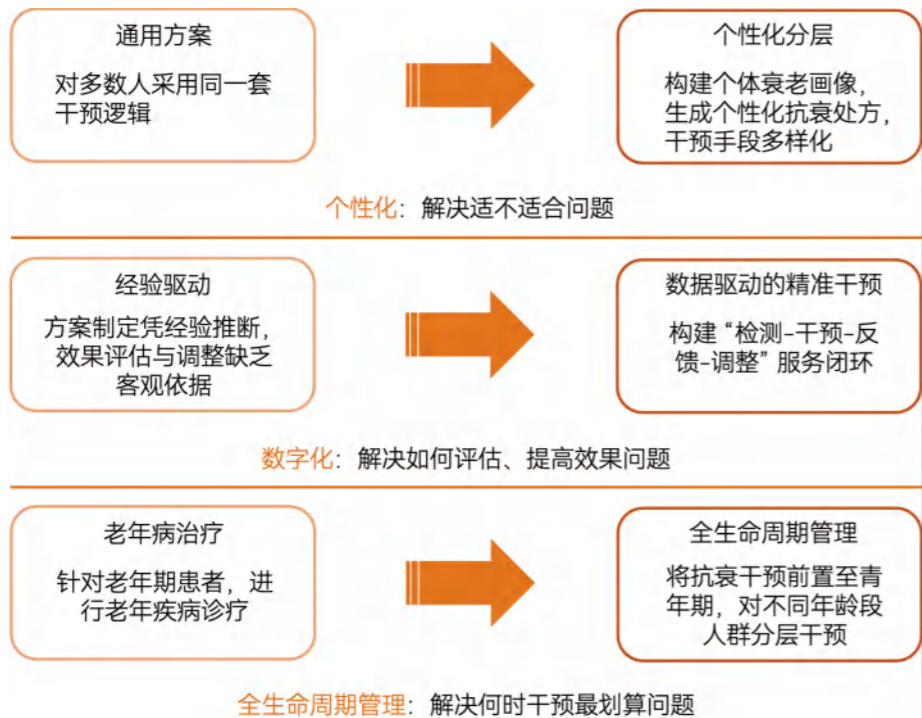 通用方案
对多数人采用同一套
干预逻辑
个性化分层
构建个体衰老画像，
生成个性化抗衰处方，
干预手段多样化
个性化：解决适不适合问题
经验驱动
方案制定凭经验推断，
效果评估与调整缺乏
客观依据
数据驱动的精准干预
构建“检测-干预-反
馈-调整”服务闭环
数字化：解决如何评估、提高效果问题
老年病治疗
针对老年期患者，进
行老年疾病诊疗
全生命周期管理
将抗衰干预前置至青
年期，对不同年龄段
人群分层干预
全生命周期管理：解决何时干预最划算问题